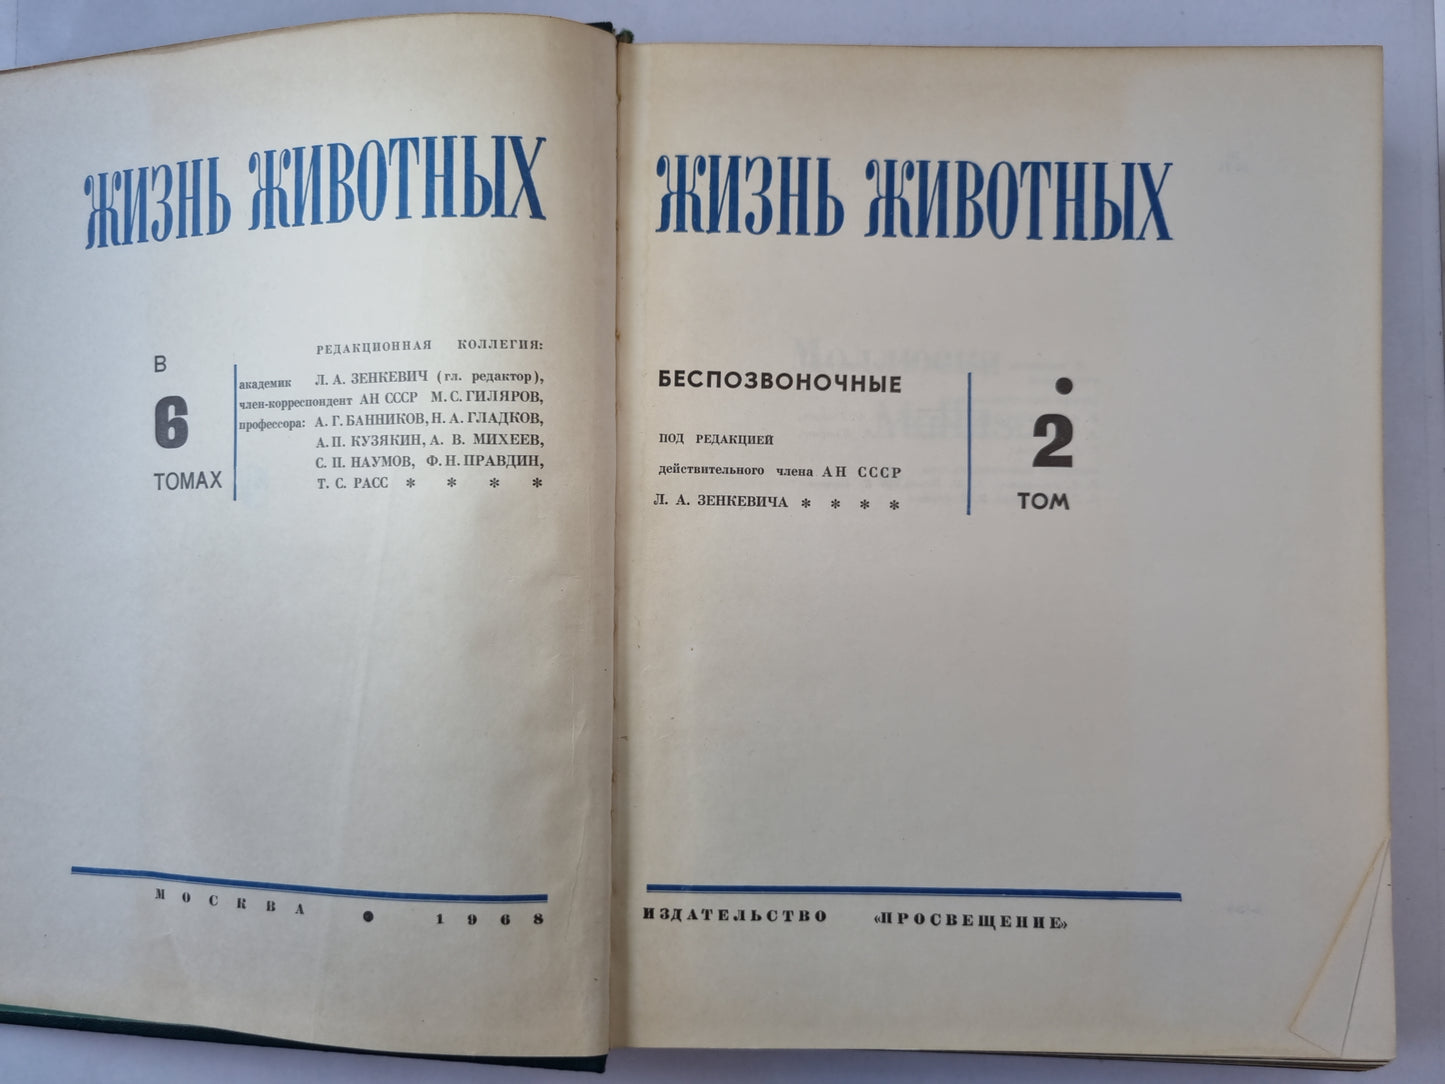 ЖИЗНЬ ЖИВОТНЫХ
В
6
ТОМАХ
РЕДАКЦИОННАЯ КОЛЛЕГИЯ:
академик Л. А. ЗЕНКЕВИЧ (гл. редактор),
член-корреспондент АН СССР М. С. ГИЛЯРОВ,
профессора: А. Г. БАННИКОВ, Н. А. ГЛАДКОВ,
А. П. КУЗЯКИН, А. В. МИХЕЕВ,
С. П. НАУМОВ, Ф. Н. ПРАВДИН,
Т. С. РАСС * * * *
МОСКВА ● 1968
ЖИЗНЬ ЖИВОТНЫХ
БЕСПОЗВОНОЧНЫЕ
ПОД РЕДАКЦИЕЙ
действительного члена АН СССР
Л. А. ЗЕНКЕВИЧА * * * *
●
2
ТОМ
ИЗДАТЕЛЬСТВО «ПРОСВЕЩЕНИЕ»